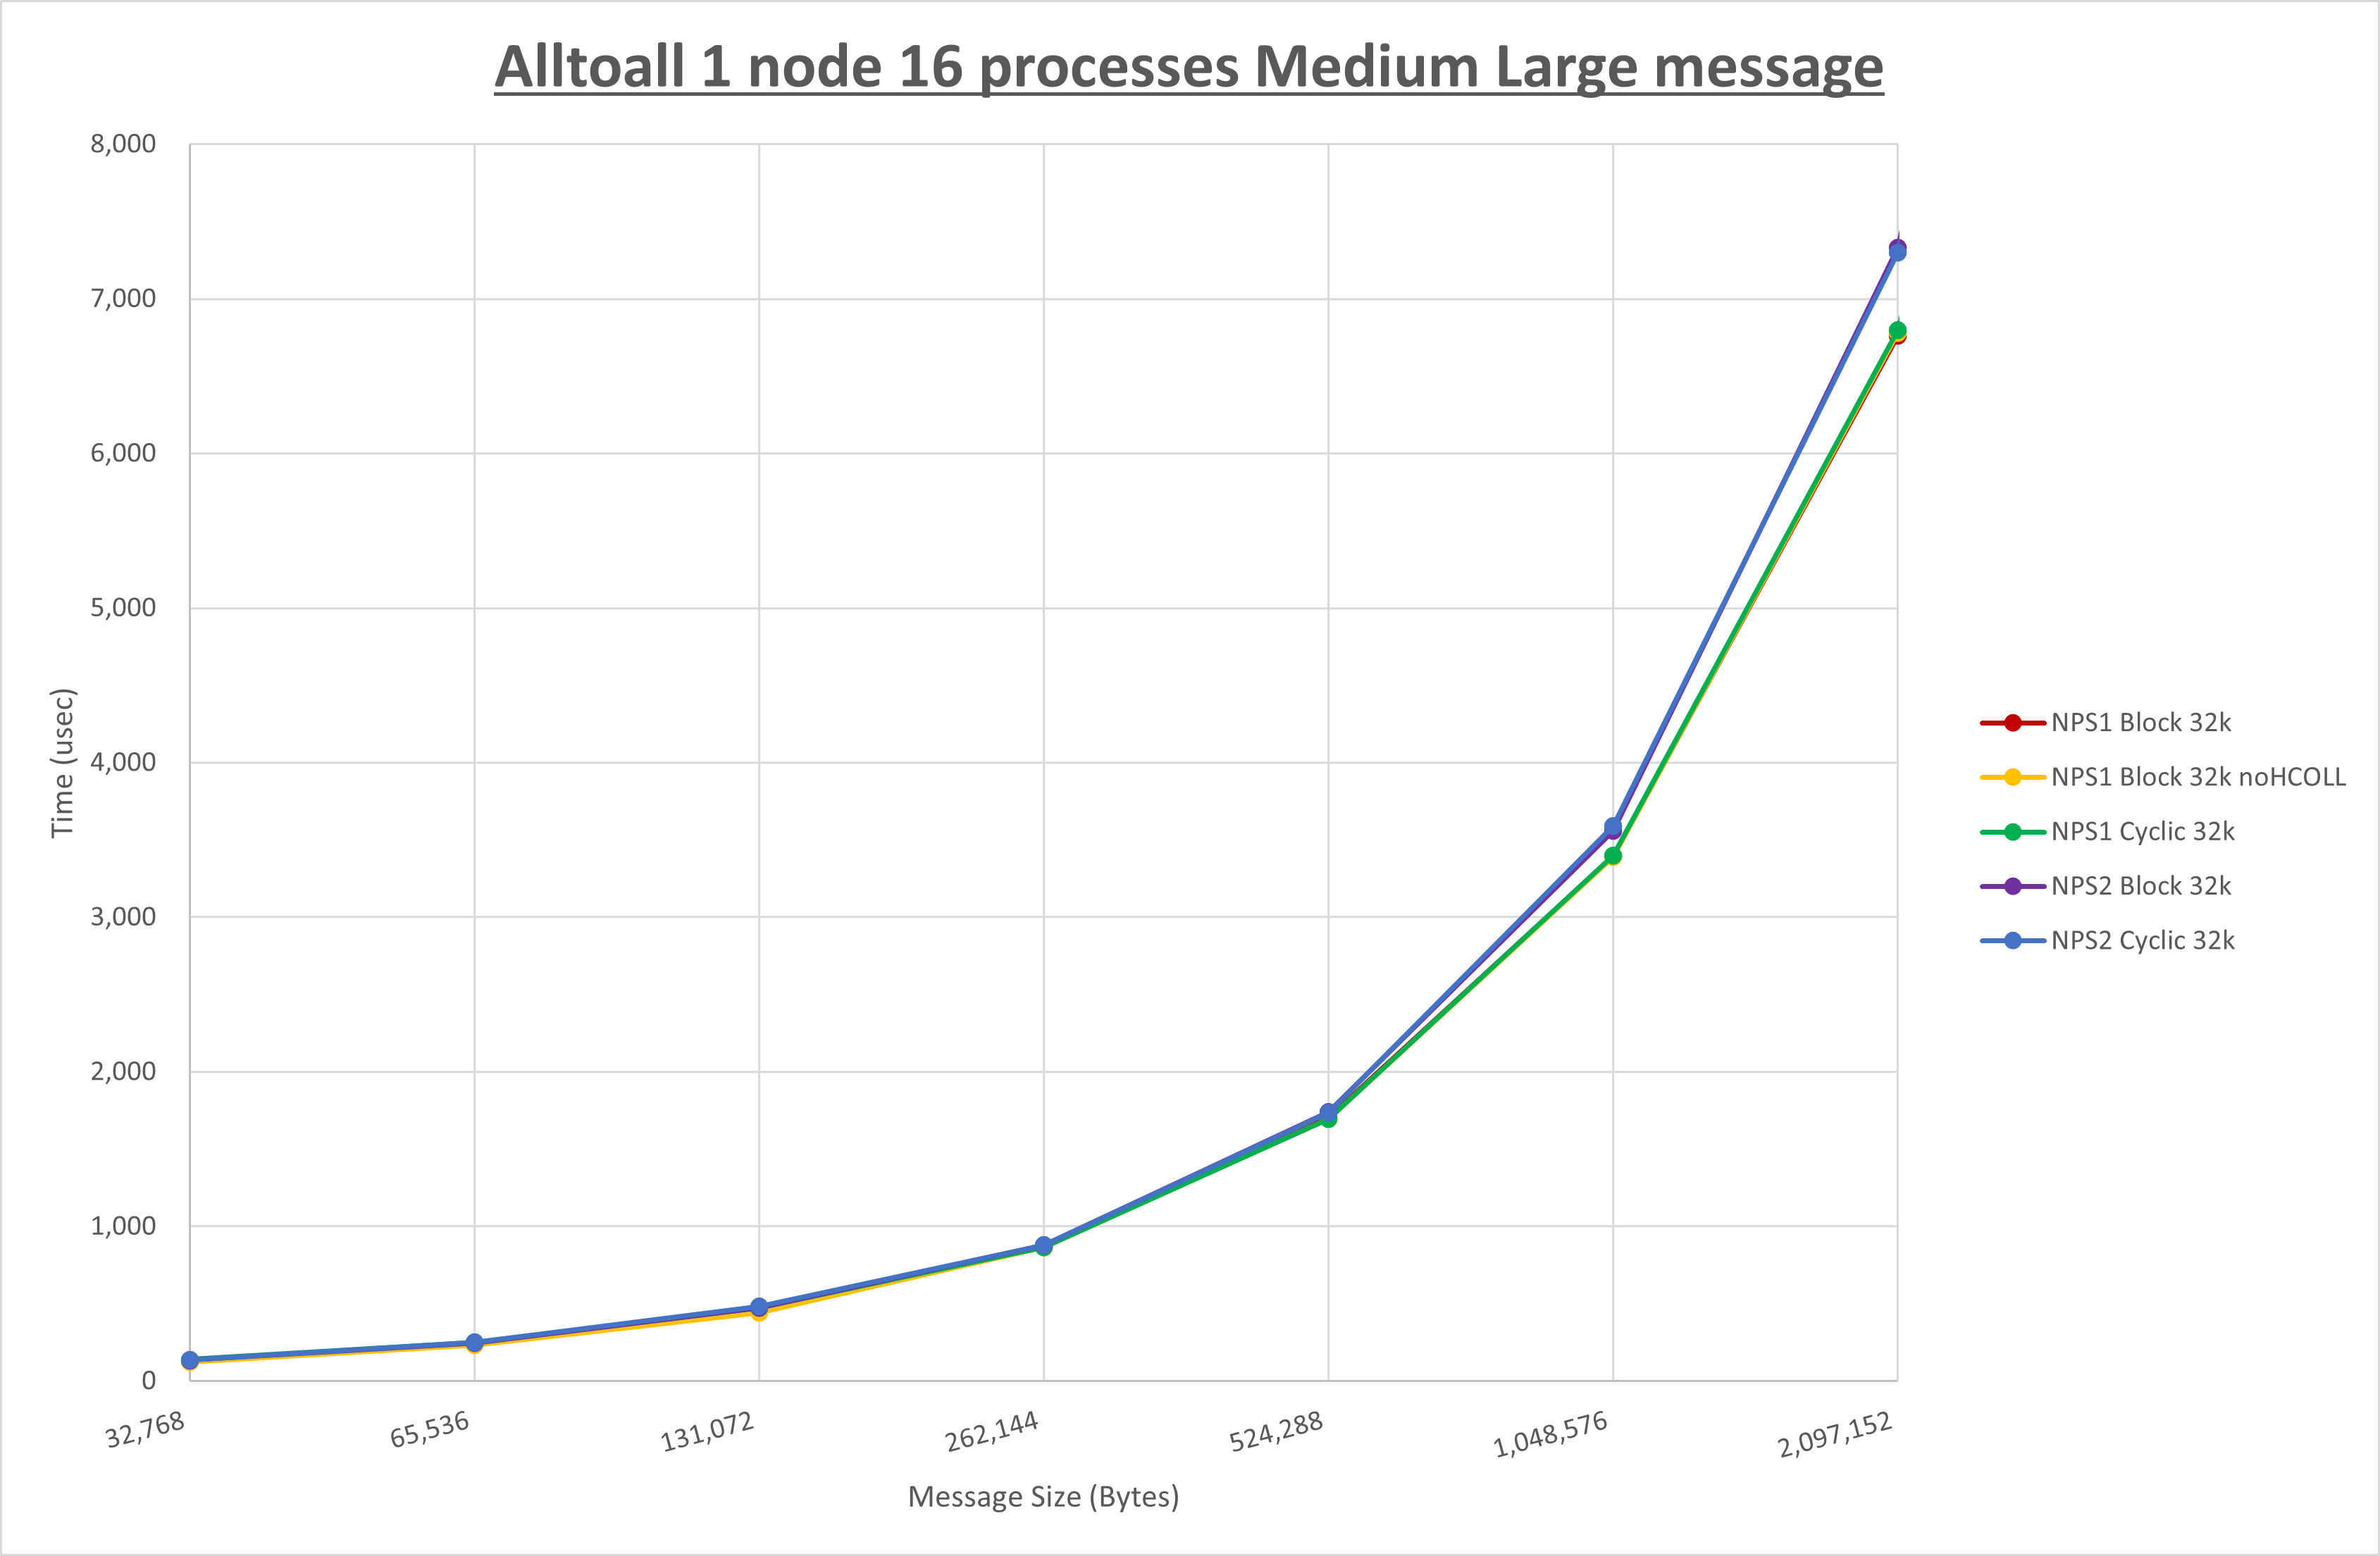 Alltoall 1 node 16 processes Medium Large message
8,000
7,000
6,000
5,000
4,000
3,000
2,000
1,000
0
Time (usec)
32,768
65,536
131,072
262,144
524,288
1,048,576
2,097,152
Message Size (Bytes)
NPS1 Block 32k
NPS1 Block 32k noHCOLL
NPS1 Cyclic 32k
NPS2 Block 32k
NPS2 Cyclic 32k